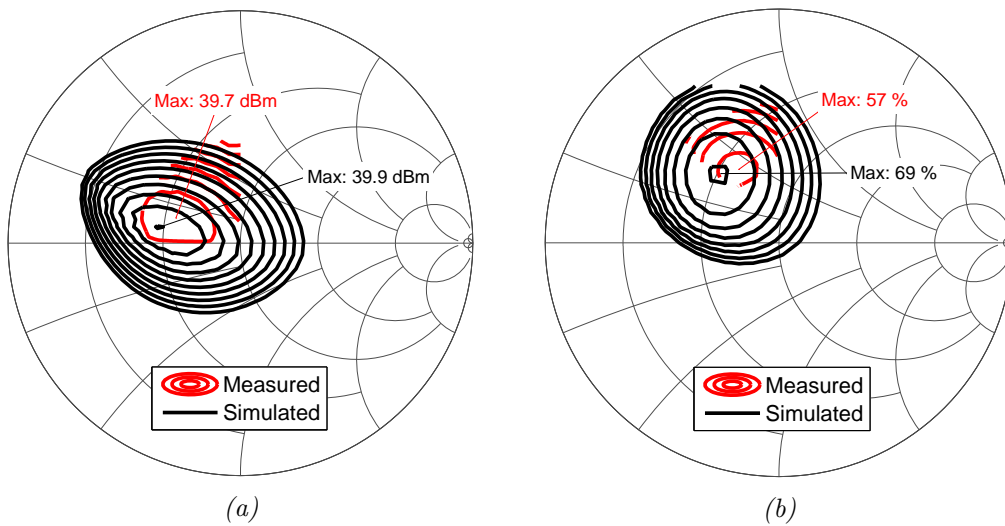 Max: 39.7 dBm
Max: 39.9 dBm
Measured
Simulated
(a)
Max: 57 %
Max: 69 %
Measured
Simulated
(b)